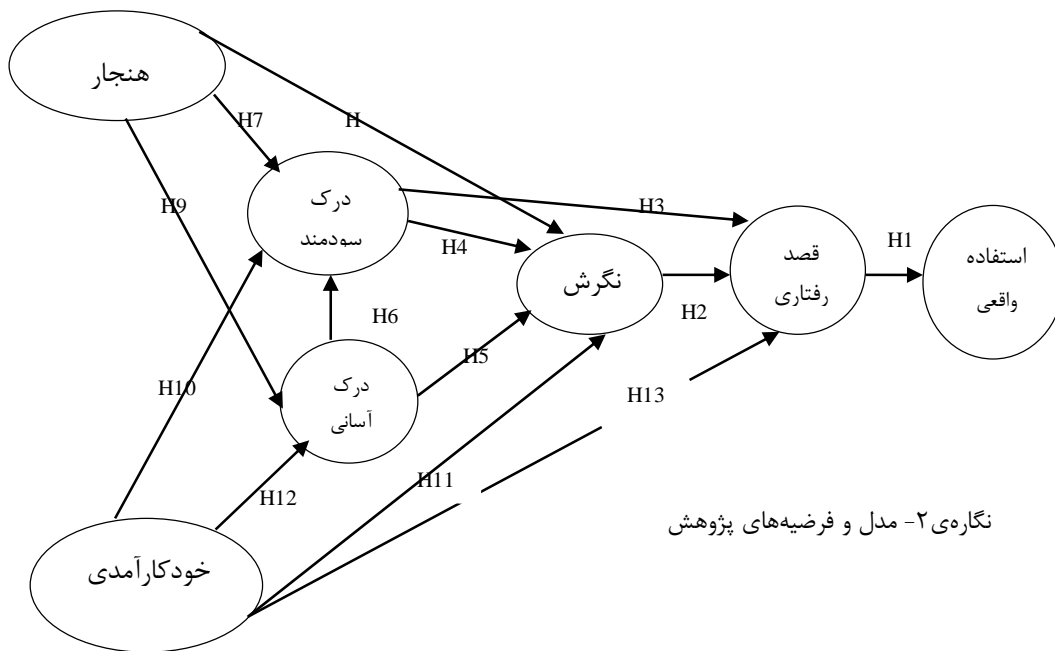 هنجار
H
H7
درک
سودمند
H9
H3
H4
قصد
رفتاری
H1
استفاده
واقعی
نگرش
H2
H6
H5
درک
آسانی
H10
H13
H11
H12
خودکارآمدی
نگاره‌ی۲- مدل و فرضیه‌های پژوهش